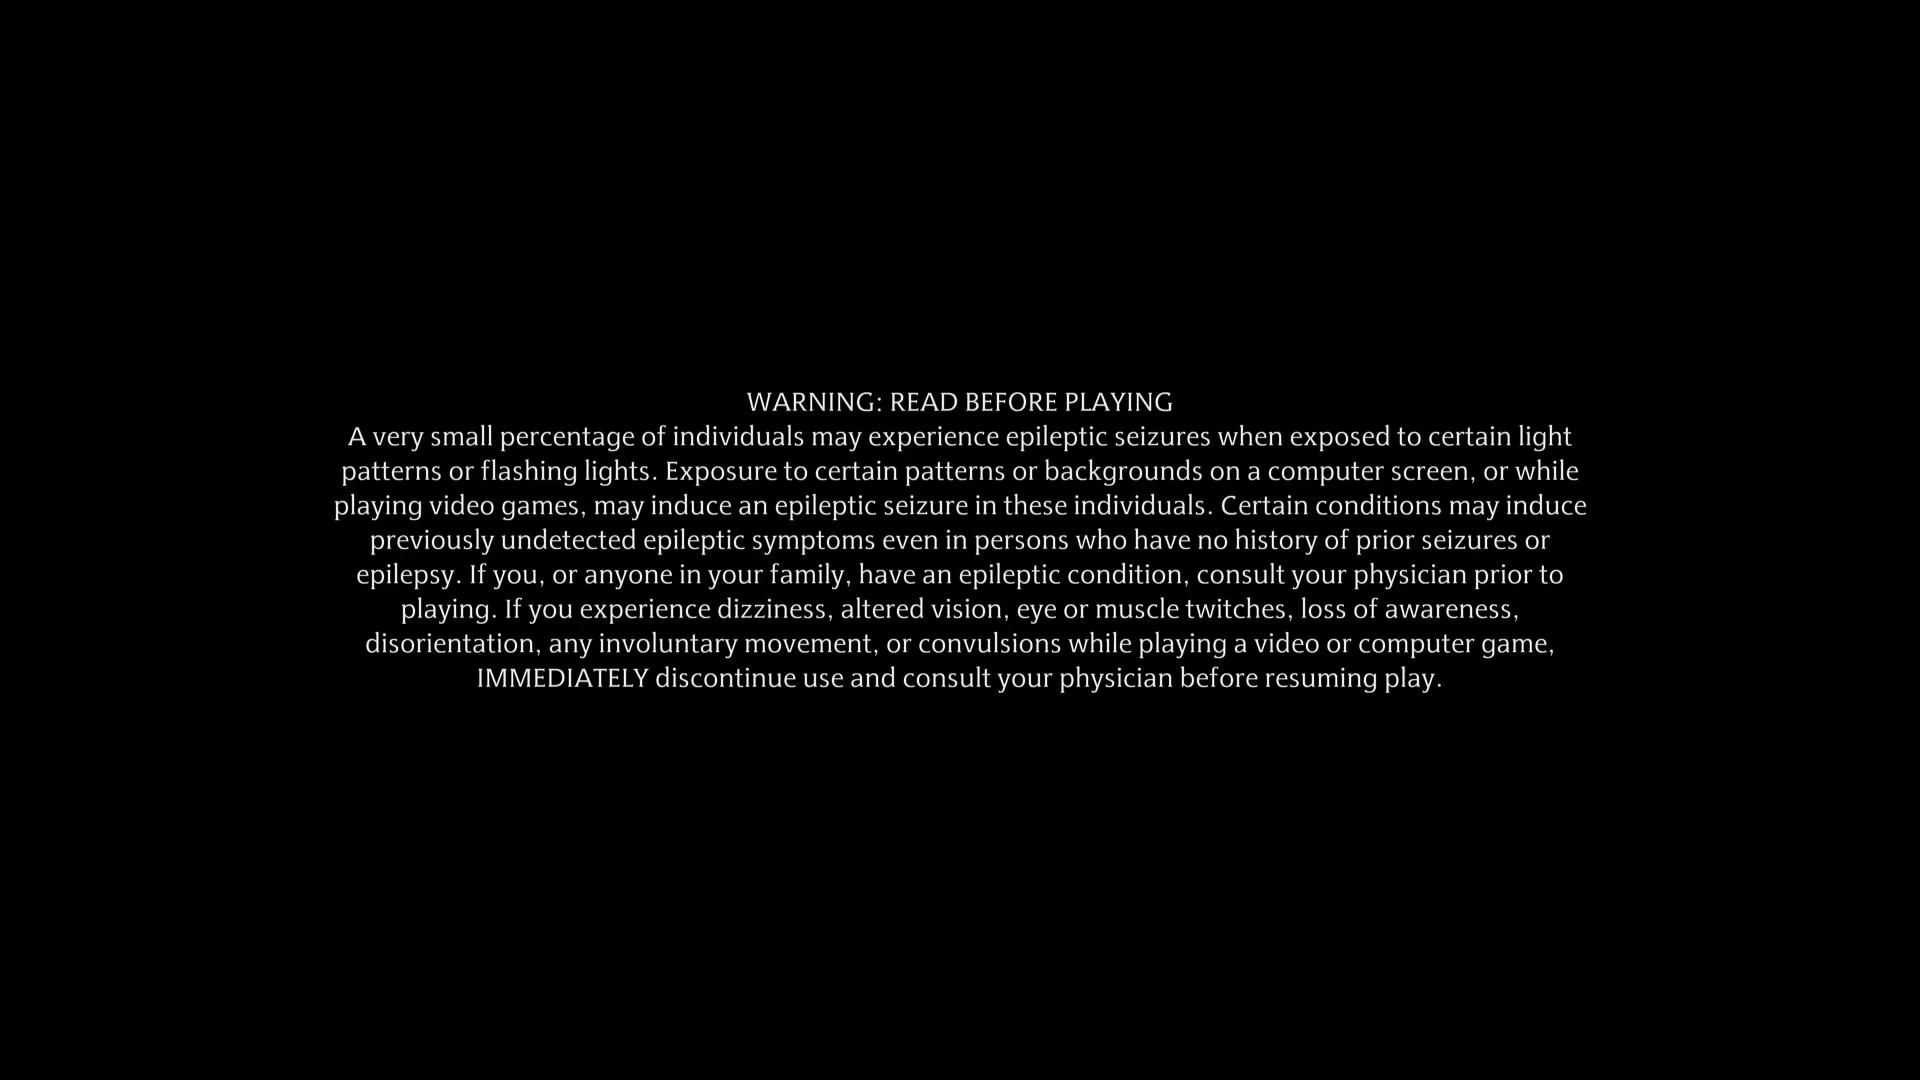 WARNING: READ BEFORE PLAYING
A very small percentage of individuals may experience epileptic seizures when exposed to certain light
patterns or flashing lights. Exposure to certain patterns or backgrounds on a computer screen, or while
playing video games, may induce an epileptic seizure in these individuals. Certain conditions may induce
previously undetected epileptic symptoms even in persons who have no history of prior seizures or
epilepsy. If you, or anyone in your family, have an epileptic condition, consult your physician prior to
playing. If you experience dizziness, altered vision, eye or muscle twitches, loss of awareness,
disorientation, any involuntary movement, or convulsions while playing a video or computer game,
IMMEDIATELY discontinue use and consult your physician before resuming play.